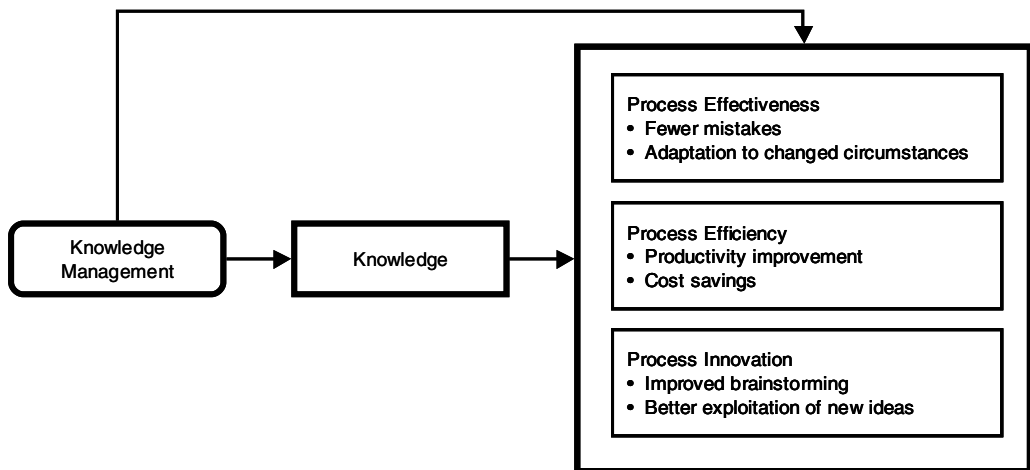 Knowledge
Management
Knowledge
Process Effectiveness
• Fewer mistakes
• Adaptation to changed circumstances
Process Efficiency
• Productivity improvement
• Cost savings
Process Innovation
• Improved brainstorming
• Better exploitation of new ideas